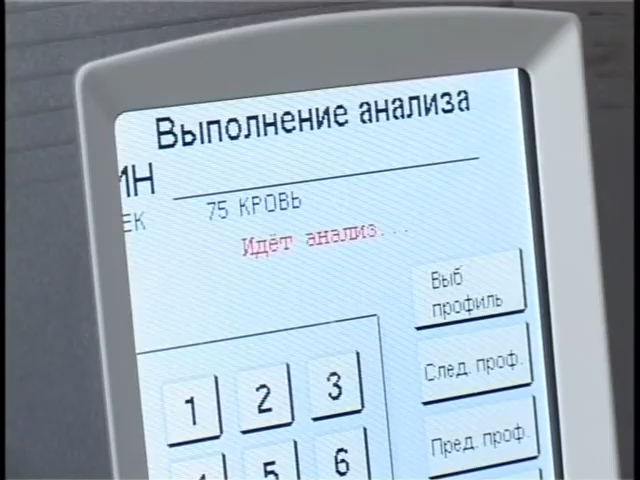 Выполнение анализа
ИН
ЕК 75 КРОВЬ
Идёт анализ...
Выб
профиль
След. проф.
Пред. проф.
1 2 3
4 5 6